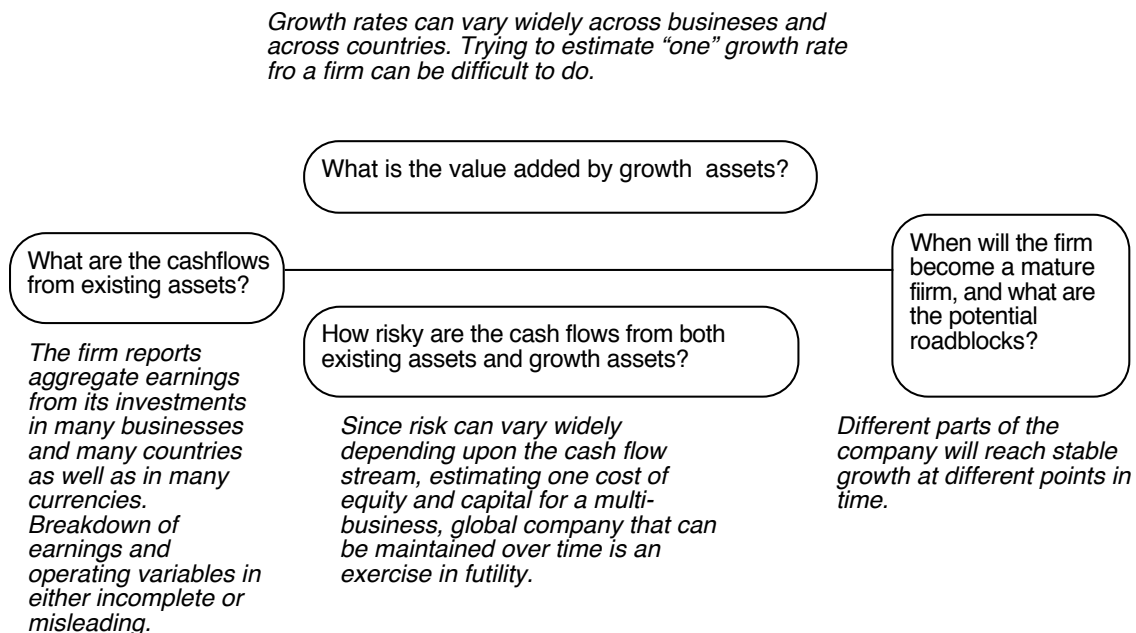 Growth rates can vary widely across busineses and
across countries. Trying to estimate “one” growth rate
fro a firm can be difficult to do.
What is the value added by growth  assets?
What are the cashflows
from existing assets?
When will the firm
become a mature
fiirm, and what are
the potential
roadblocks?
How risky are the cash flows from both
existing assets and growth assets?
The firm reports
aggregate earnings
from its investments
in many businesses
and many countries
as well as in many
currencies.
Breakdown of
earnings and
operating variables in
either incomplete or
misleading.
Since risk can vary widely
depending upon the cash flow
stream, estimating one cost of
equity and capital for a multi-
business, global company that can
be maintained over time is an
exercise in futility.
Different parts of the
company will reach stable
growth at different points in
time.